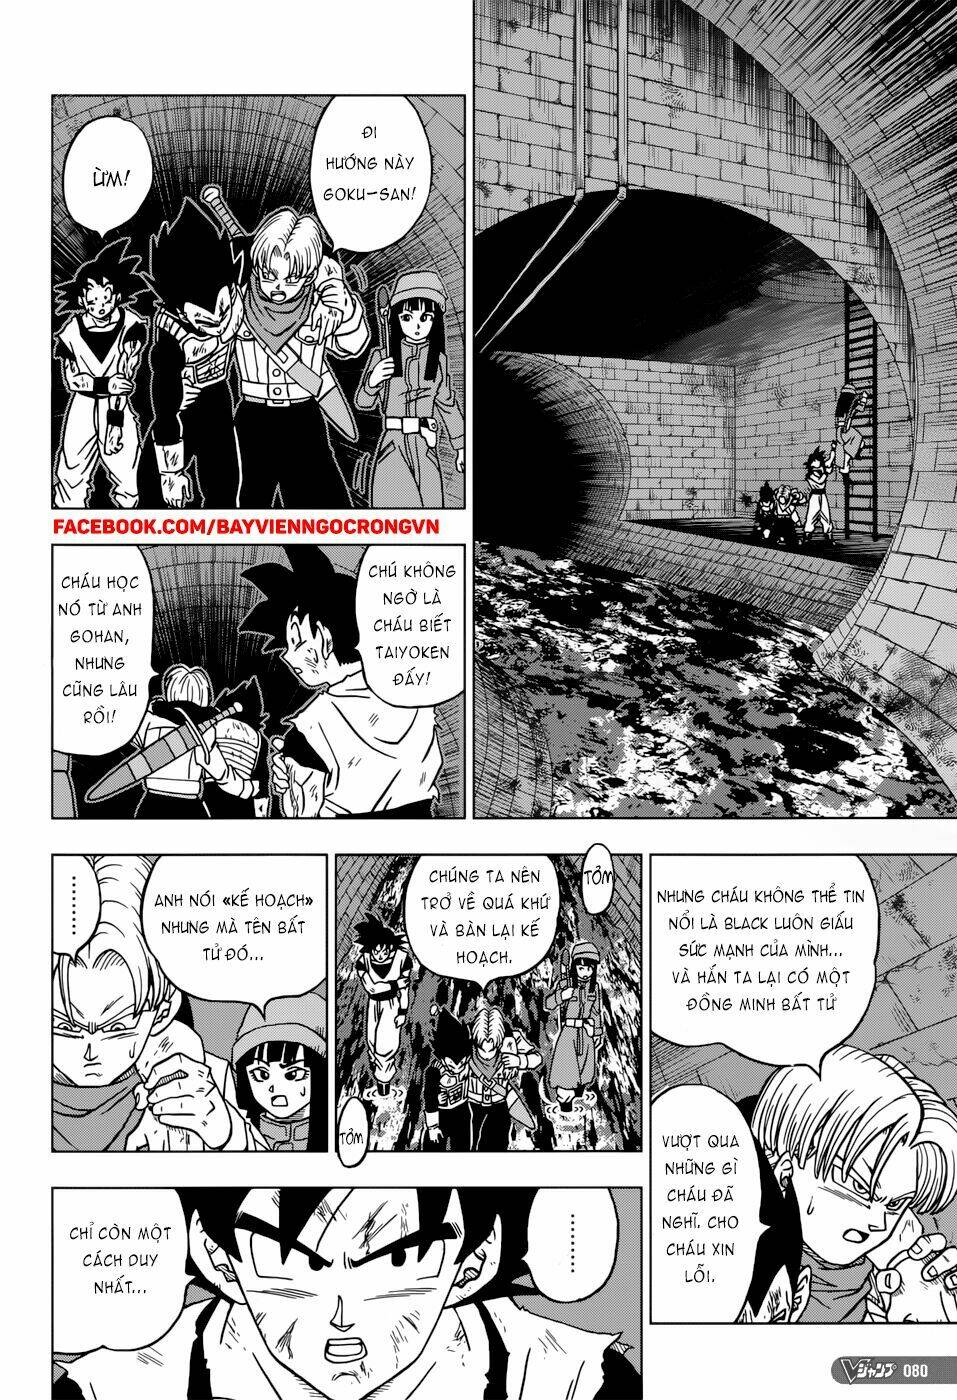 ĐI
HƯỚNG NÀY
GOKU-SAN!
ỪM!
FACEBOOK.COM/BAYVIENNGOCRONGVN
CHÚ KHÔNG
NGỜ LÀ
CHÁU BIẾT
TAIYOKEN
ĐẤY!
CHÁU HỌC
NÓ TỪ ANH
GOHAN,
NHƯNG
CŨNG LÂU
RỒI!
NHƯNG CHÁU KHÔNG THỂ TIN
NỔI LÀ BLACK LUÔN GIẤU
SỨC MẠNH CỦA MÌNH...
VÀ HẮN TA LẠI CÓ MỘT
ĐỒNG MINH BẤT TỬ
VƯỢT QUA
NHỮNG GÌ
CHÁU ĐÃ
NGHĨ. CHO
CHÁU XIN
LỖI.
TỎM
CHÚNG TA NÊN
TRỞ VỀ QUÁ KHỨ
VÀ BÀN LẠI KẾ
HOẠCH.
TỎM
ANH NÓI «KẾ HOẠCH»
NHƯNG MÀ TÊN BẤT
TỬ ĐÓ...
......
......
CHỈ CÒN MỘT
CÁCH DUY
NHẤT...
Vジャンプ 080